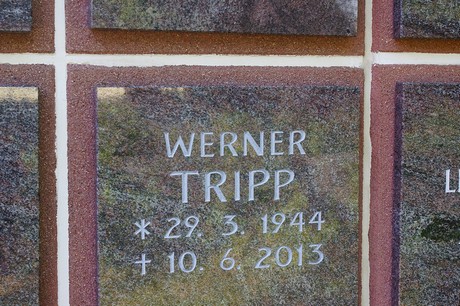 WERNER
TRIPP
* 29. 3. 1944
† 10. 6. 2013